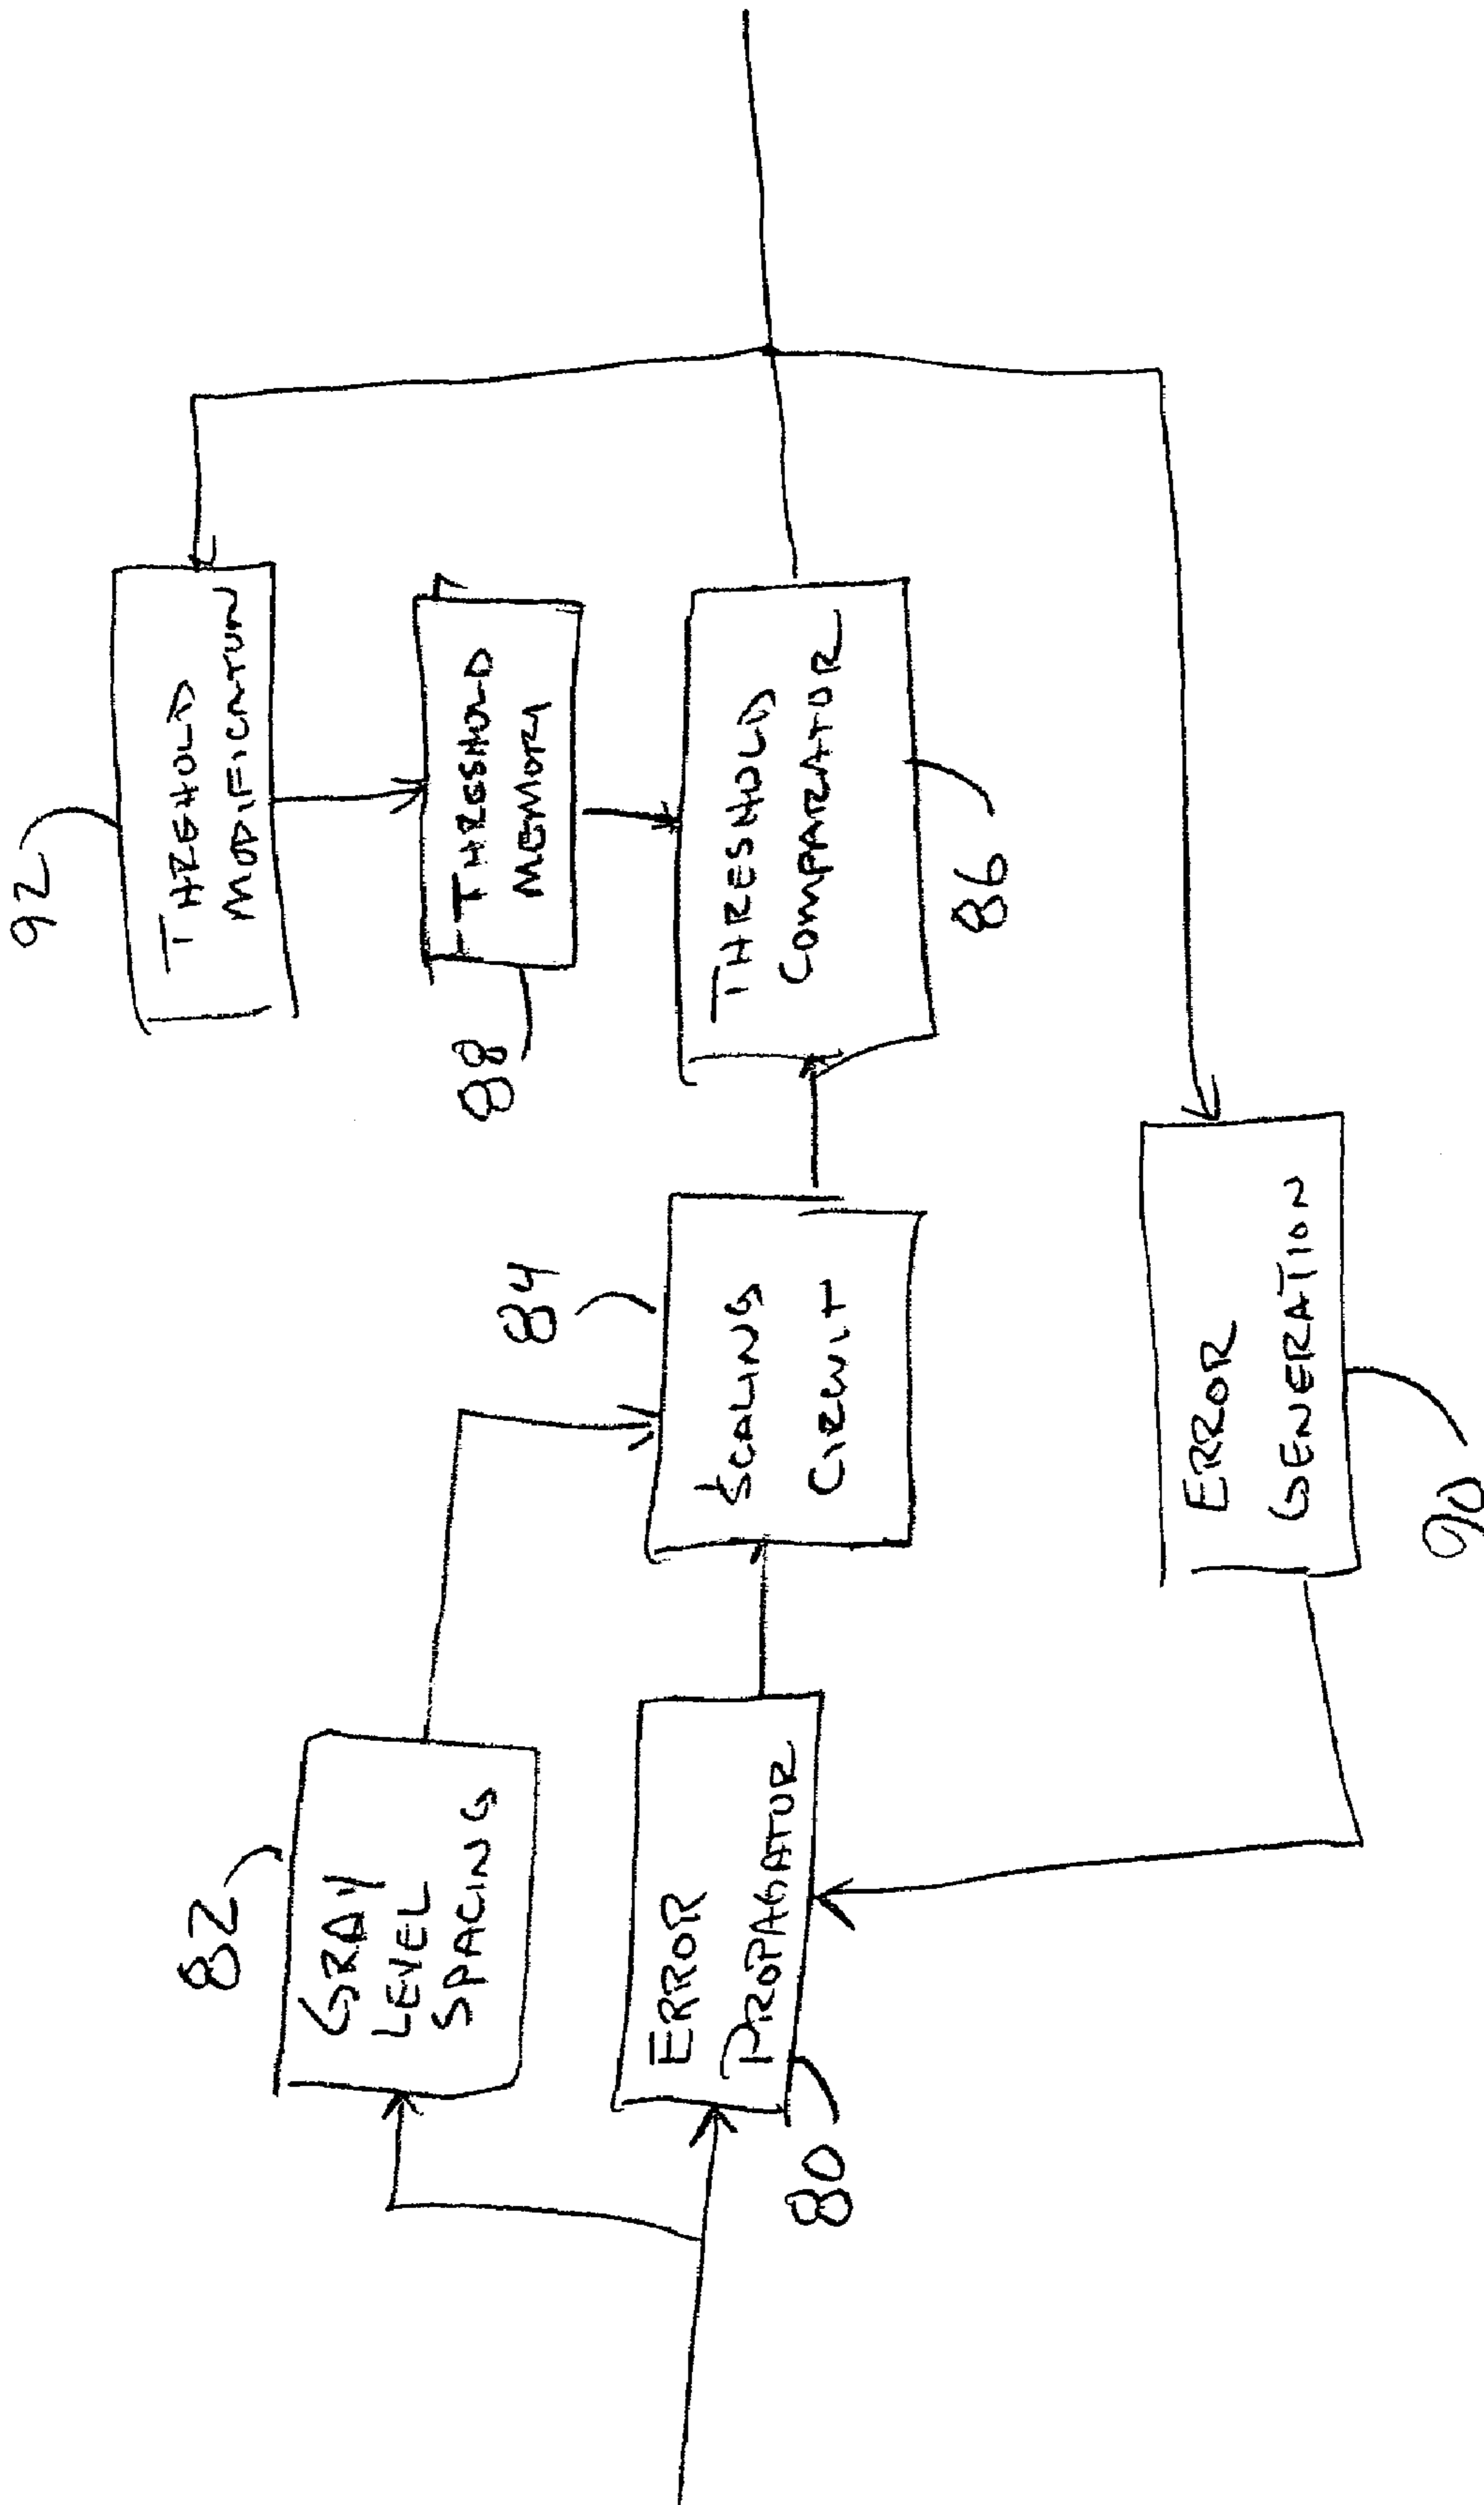 82
GRAY
LEVEL
SPACING
ERROR
PROPAGATOR
80
84
SCALING
CIRCUIT
92
THREHOLD
MODIFICATION
88
THRESHOLD
MEMORY
THRESHOLD
COMPARATOR
86
ERROR
GENERATION
90